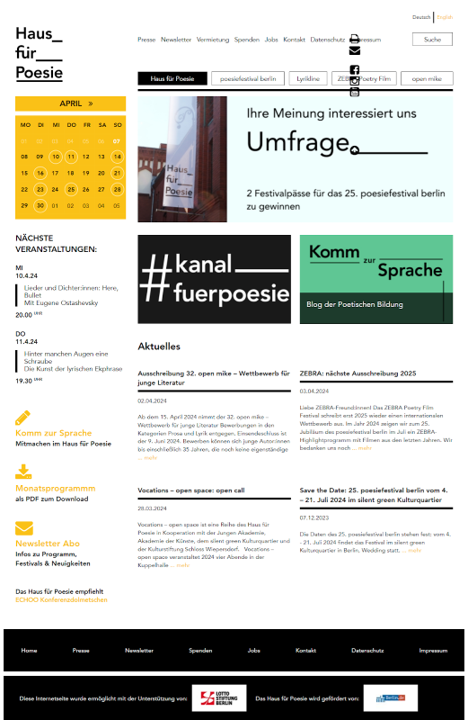 Deutsch English
Haus_
für__
Poesie
Presse Newsletter Vermietung Spenden Jobs Kontakt Datenschutz
Suche
Haus für Poesie
poesiefestival berlin
Lyrikline
Poetry Film
open mike
APRIL »
MO DI MI DO FR SA SO
07
08 09 10 11 12 13 14
15 16 17 18 19 20 21
22 23 24 25 26 27 28
29 30 01 02 03 04 05
Haus_
für__
Poesie
Ihre Meinung interessiert uns
Umfrage
2 Festivalpässe für das 25. poesiefestival berlin
zu gewinnen
NÄCHSTE
VERANSTALTUNGEN:
MI
10.4.24
Lieder und Dichter:innen: Here,
Bullet
Mit Eugene Ostashevsky
20.00 UHR
DO
11.4.24
Hinter manchen Augen eine
Schraube
Die Kunst der lyrischen Ekphrase
19.30 UHR
Komm zur Sprache
Mitmachen im Haus für Poesie
Monatsprogrammm
als PDF zum Download
Newsletter Abo
Infos zu Programm,
Festivals & Neuigkeiten
Das Haus für Poesie empfiehlt
ECHOO Konferenzdolmetschen
#kanal
fuerpoesie
Komm zur
Sprache
Blog der Poetischen Bildung
Aktuelles
Ausschreibung 32. open mike – Wettbewerb für
junge Literatur
02.04.2024
Ab dem 15. April 2024 nimmt der 32. open mike –
Wettbewerb für junge Literatur Bewerbungen in den
Kategorien Prosa und Lyrik entgegen. Einsendeschluss ist
der 9. Juni 2024. Bewerben können sich junge Autor:innen
bis einschließlich 35 Jahren, die noch keine eigenständige
... mehr
ZEBRA: nächste Ausschreibung 2025
03.04.2024
Liebe ZEBRA-Freund:innen! Das ZEBRA Poetry Film
Festival schreibt erst 2025 wieder einen internationalen
Wettbewerb aus. Im Jahr 2024 zeigen wir zum 25.
Jubiläum des poesiefestival berlin im Juli ein ZEBRA-
Highlightprogramm mit Filmen aus den letzten Jahren. Wir
bedanken uns noch ... mehr
Vocations – open space: open call
28.03.2024
Vocations – open space ist eine Reihe des Haus für
Poesie in Kooperation mit der Jungen Akademie,
Akademie der Künste, dem silent green Kulturquartier und
der Kulturstiftung Schloss Wiepersdorf. Vocations –
open space veranstaltet 2024 vier Abende in der
Kuppelhalle ... mehr
Save the Date: 25. poesiefestival berlin vom 4.
– 21. Juli 2024 im silent green Kulturquartier
07.12.2023
Die Daten des 25. poesiefestival berlin stehen fest: vom 4.
- 21. Juli 2024 findet das Festival im silent green
Kulturquartier in Berlin, Wedding statt. ... mehr
Home Presse Newsletter Spenden Jobs Kontakt Datenschutz Impressum
Diese Internetseite wurde ermöglicht mit der Unterstützung von:
LOTTO
STIFTUNG
BERLIN
Das Haus für Poesie wird gefördert von: